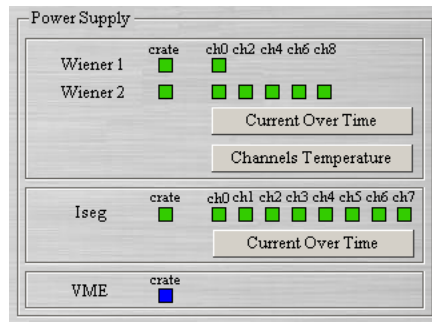 Power Supply
crate ch0 ch2 ch4 ch6 ch8
Wiener 1
Wiener 2
Current Over Time
Channels Temperature
crate ch0 ch1 ch2 ch3 ch4 ch5 ch6 ch7
Iseg
Current Over Time
crate
VME